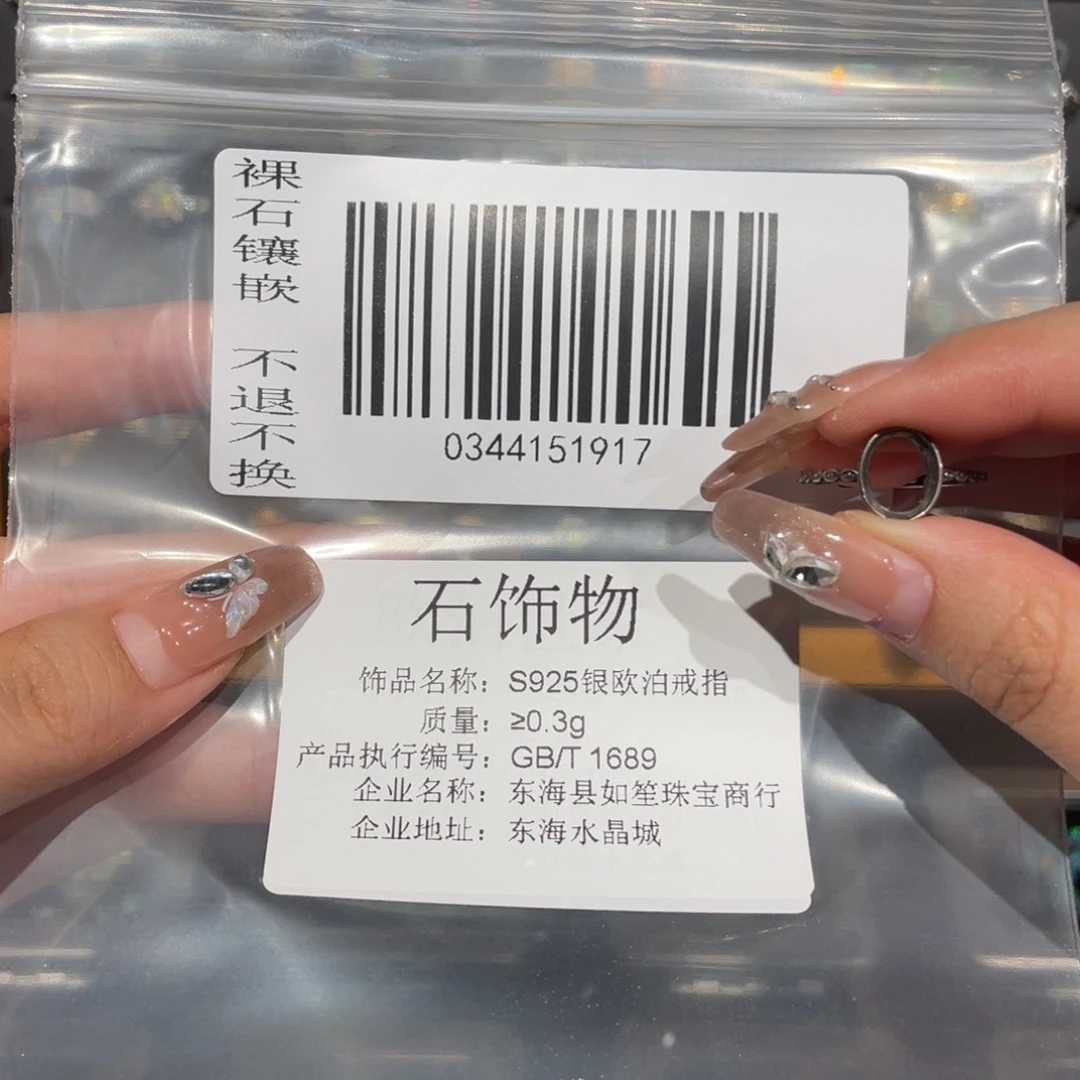 裸石镶嵌 不退不换
0344151917
石饰物
饰品名称：S925银欧泊戒指
质量：≥0.3g
产品执行编号：GB/T 1689
企业名称：东海县如笙珠宝商行
企业地址：东海水晶城